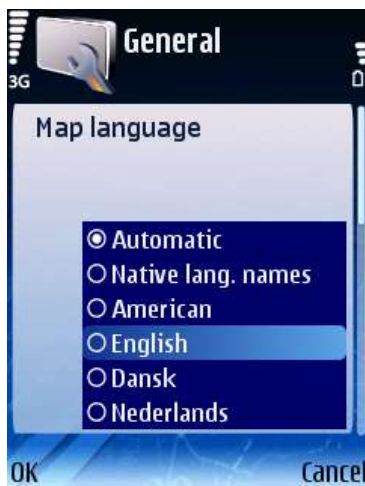 General
3G
Map language
Automatic
Native lang. names
American
English
Dansk
Nederlands
OK Cancel